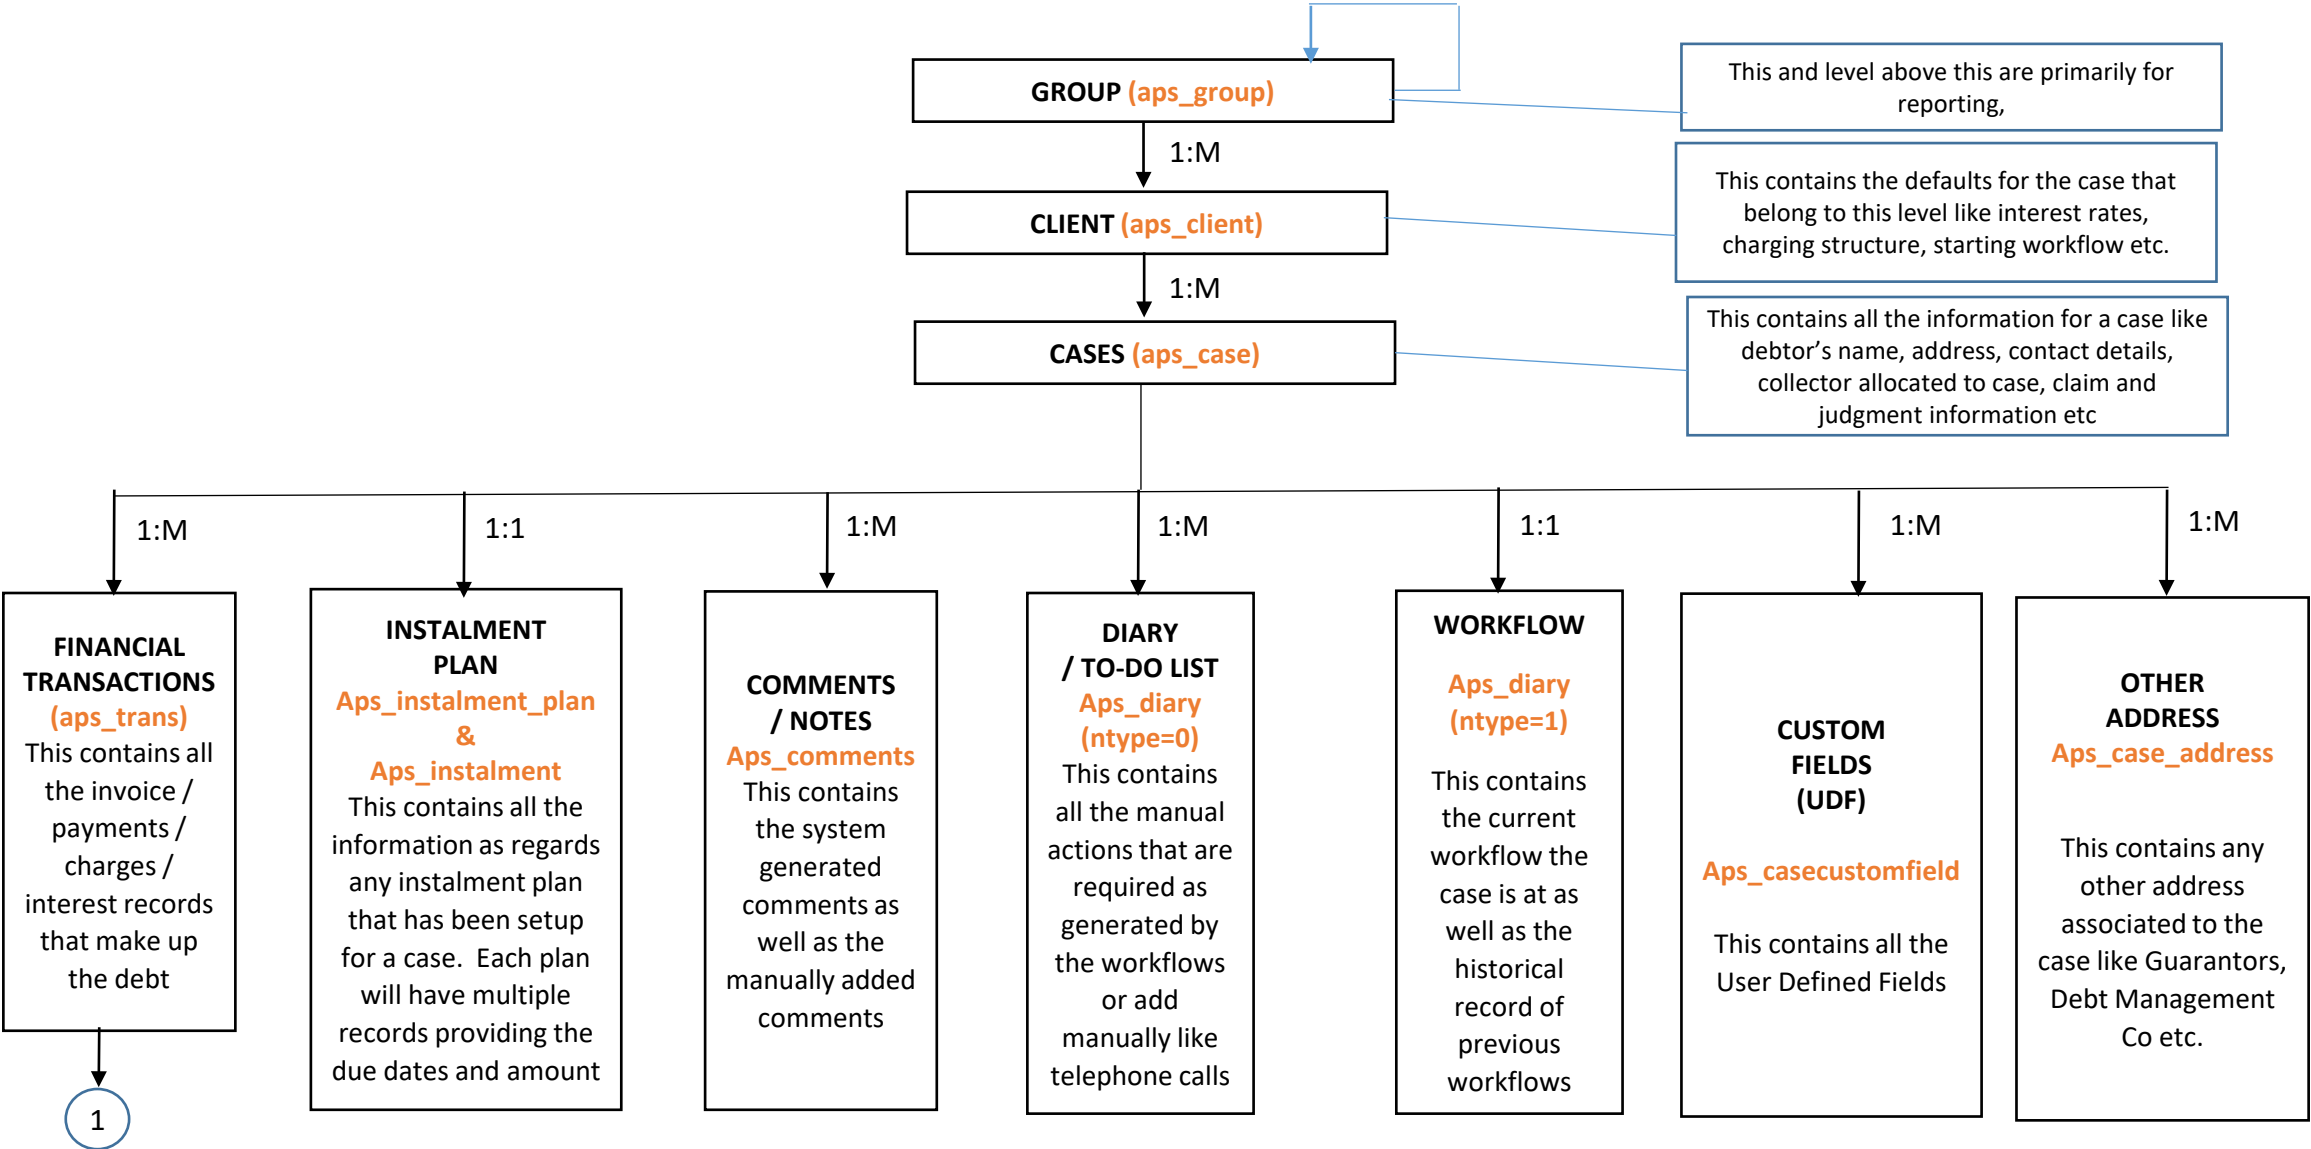 GROUP (aps_group)
This and level above this are primarily for
reporting,
1:M
CLIENT (aps_client)
This contains the defaults for the case that
belong to this level like interest rates,
charging structure, starting workflow etc.
1:M
CASES (aps_case)
This contains all the information for a case like
debtor’s name, address, contact details,
collector allocated to case, claim and
judgment information etc
1:M
1:1
1:M
1:M
1:1
1:M
1:M
FINANCIAL
TRANSACTIONS
(aps_trans)
This contains all
the invoice /
payments /
charges /
interest records
that make up
the debt
1
INSTALMENT
PLAN
Aps_instalment_plan
&
Aps_instalment
This contains all the
information as regards
any instalment plan
that has been setup
for a case.  Each plan
will have multiple
records providing the
due dates and amount
COMMENTS
/ NOTES
Aps_comments
This contains
the system
generated
comments as
well as the
manually added
comments
DIARY
/ TO-DO LIST
Aps_diary
(ntype=0)
This contains
all the manual
actions that are
required as
generated by
the workflows
or add
manually like
telephone calls
WORKFLOW
Aps_diary
(ntype=1)
This contains
the current
workflow the
case is at as
well as the
historical
record of
previous
workflows
CUSTOM
FIELDS
(UDF)
Aps_casecustomfield
This contains all the
User Defined Fields
OTHER
ADDRESS
Aps_case_address
This contains any
other address
associated to the
case like Guarantors,
Debt Management
Co etc.